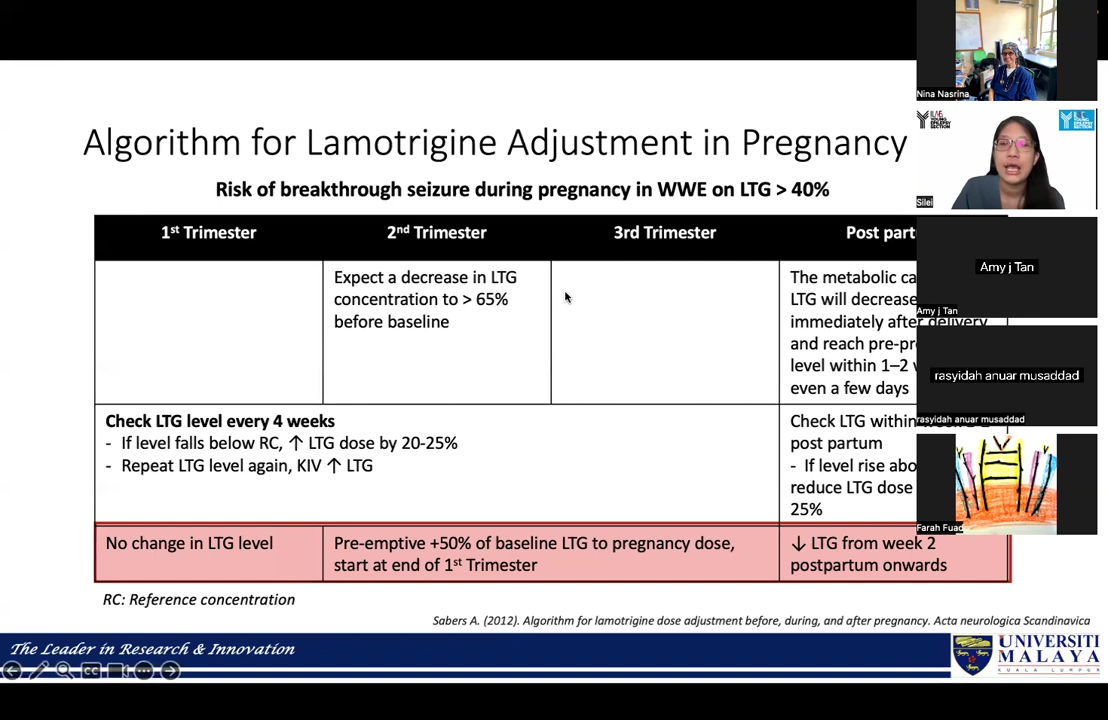 Algorithm for Lamotrigine Adjustment in Pregnancy
Risk of breakthrough seizure during pregnancy in WWE on LTG > 40%
1st Trimester
2nd Trimester
3rd Trimester
Post part
Expect a decrease in LTG
concentration to > 65%
before baseline
The metabolic ca
LTG will decrease
immediately after delivery
and reach pre-pr
level within 1–2
even a few days
Check LTG level every 4 weeks
- If level falls below RC, ↑ LTG dose by 20-25%
- Repeat LTG level again, KIV ↑ LTG
Check LTG within
post partum
- If level rise abo
reduce LTG dose
25%
No change in LTG level
Pre-emptive +50% of baseline LTG to pregnancy dose,
start at end of 1st Trimester
↓ LTG from week 2
postpartum onwards
RC: Reference concentration
Sabers A. (2012). Algorithm for lamotrigine dose adjustment before, during, and after pregnancy. Acta neurologica Scandinavica
The Leader in Research & Innovation
UNIVERSITI
MALAYA
KUALA LUMPUR
CC
Nina Nasrina
YOUNG
EPILEPSY
SECTION
Silei
Amy j Tan
Amy j Tan
rasyidah anuar musaddad
rasyidah anuar musaddad
Farah Fuad